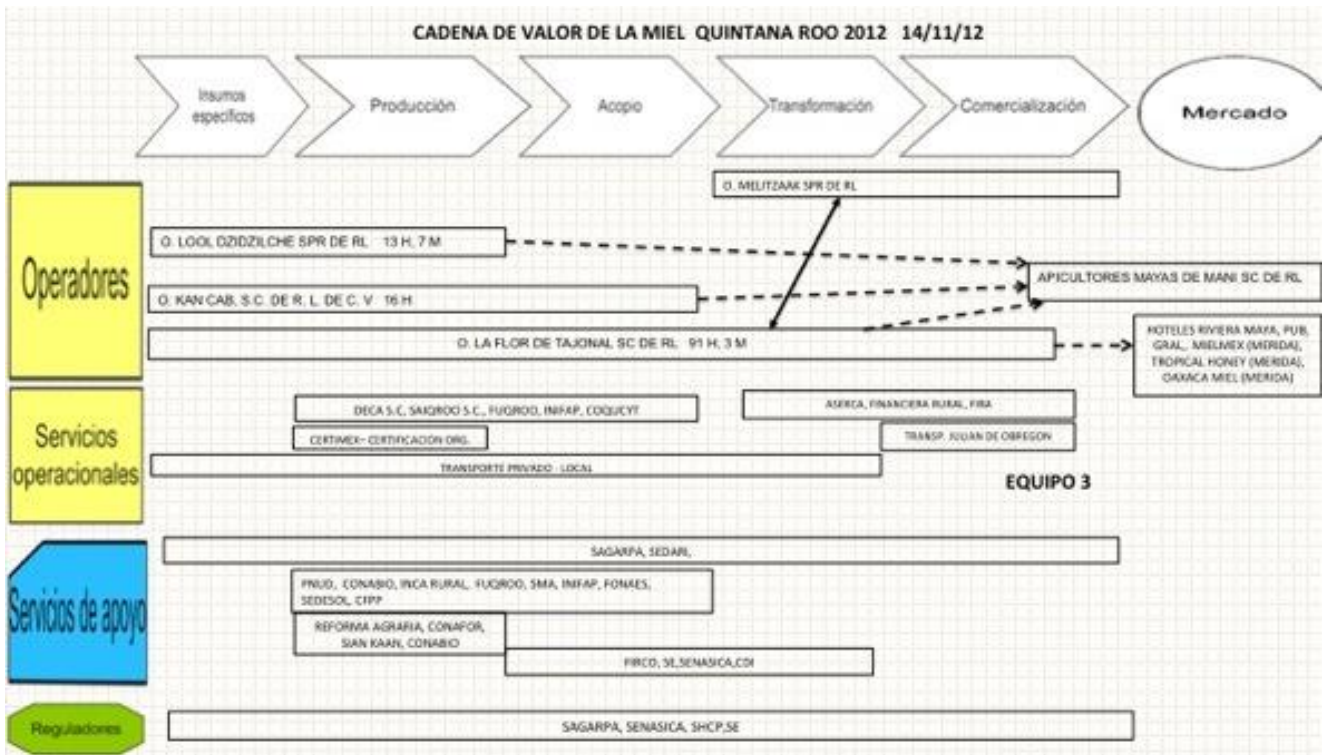 CADENA DE VALOR DE LA MIEL QUINTANA ROO 2012 14/11/12
Insumos
específicos
Producción
Acopio
Transformación
Comercialización
Mercado
Operadores
O. MELITZAAK SPR DE RL
O. LOOL DZIDZILCHE SPR DE RL 13 H, 7 M
APICULTORES MAYAS DE MANI SC DE RL
O. KAN CAB, S.C. DE R. L. DE C. V 16 H
O. LA FLOR DE TAJONAL SC DE RL 91 H, 3 M
HOTELES RIVIERA MAYA, PUB,
GRAL, MIELMEX (MERIDA),
TROPICAL HONEY (MERIDA),
OAXACA MIEL (MERIDA)
Servicios
operacionales
DECA S.C, SAIQROO S.C., FUQROO, INIFAP, COQUCYT
ASERCA, FINANCIERA RURAL, FIRA
CERTIMEX– CERTIFICACION ORG.
TRANSP. JULIAN DE OBREGON
TRANSPORTE PRIVADO - LOCAL
EQUIPO 3
Servicios de apoyo
SAGARPA, SEDARI,
PNUD, CONABIO, INCA RURAL, FUQROO, SMA, INIFAP, FONAES,
SEDESOL, CFPP
REFORMA AGRARIA, CONAFOR,
SIAN KAAN, CONABIO
FIRCO, SE,SENASICA,CDI
Reguladores
SAGARPA, SENASICA, SHCP,SE